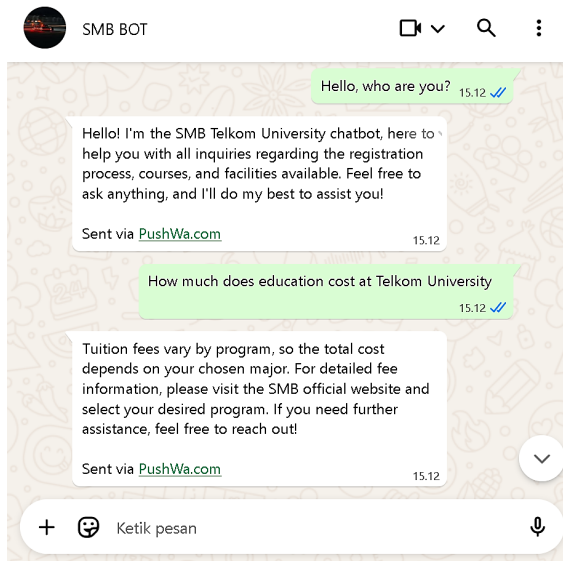 SMB BOT
Hello, who are you?
15.12
Hello! I'm the SMB Telkom University chatbot, here to
help you with all inquiries regarding the registration
process, courses, and facilities available. Feel free to
ask anything, and I'll do my best to assist you!
Sent via PushWa.com
15.12
How much does education cost at Telkom University
15.12
Tuition fees vary by program, so the total cost
depends on your chosen major. For detailed fee
information, please visit the SMB official website and
select your desired program. If you need further
assistance, feel free to reach out!
Sent via PushWa.com
15.12
Ketik pesan